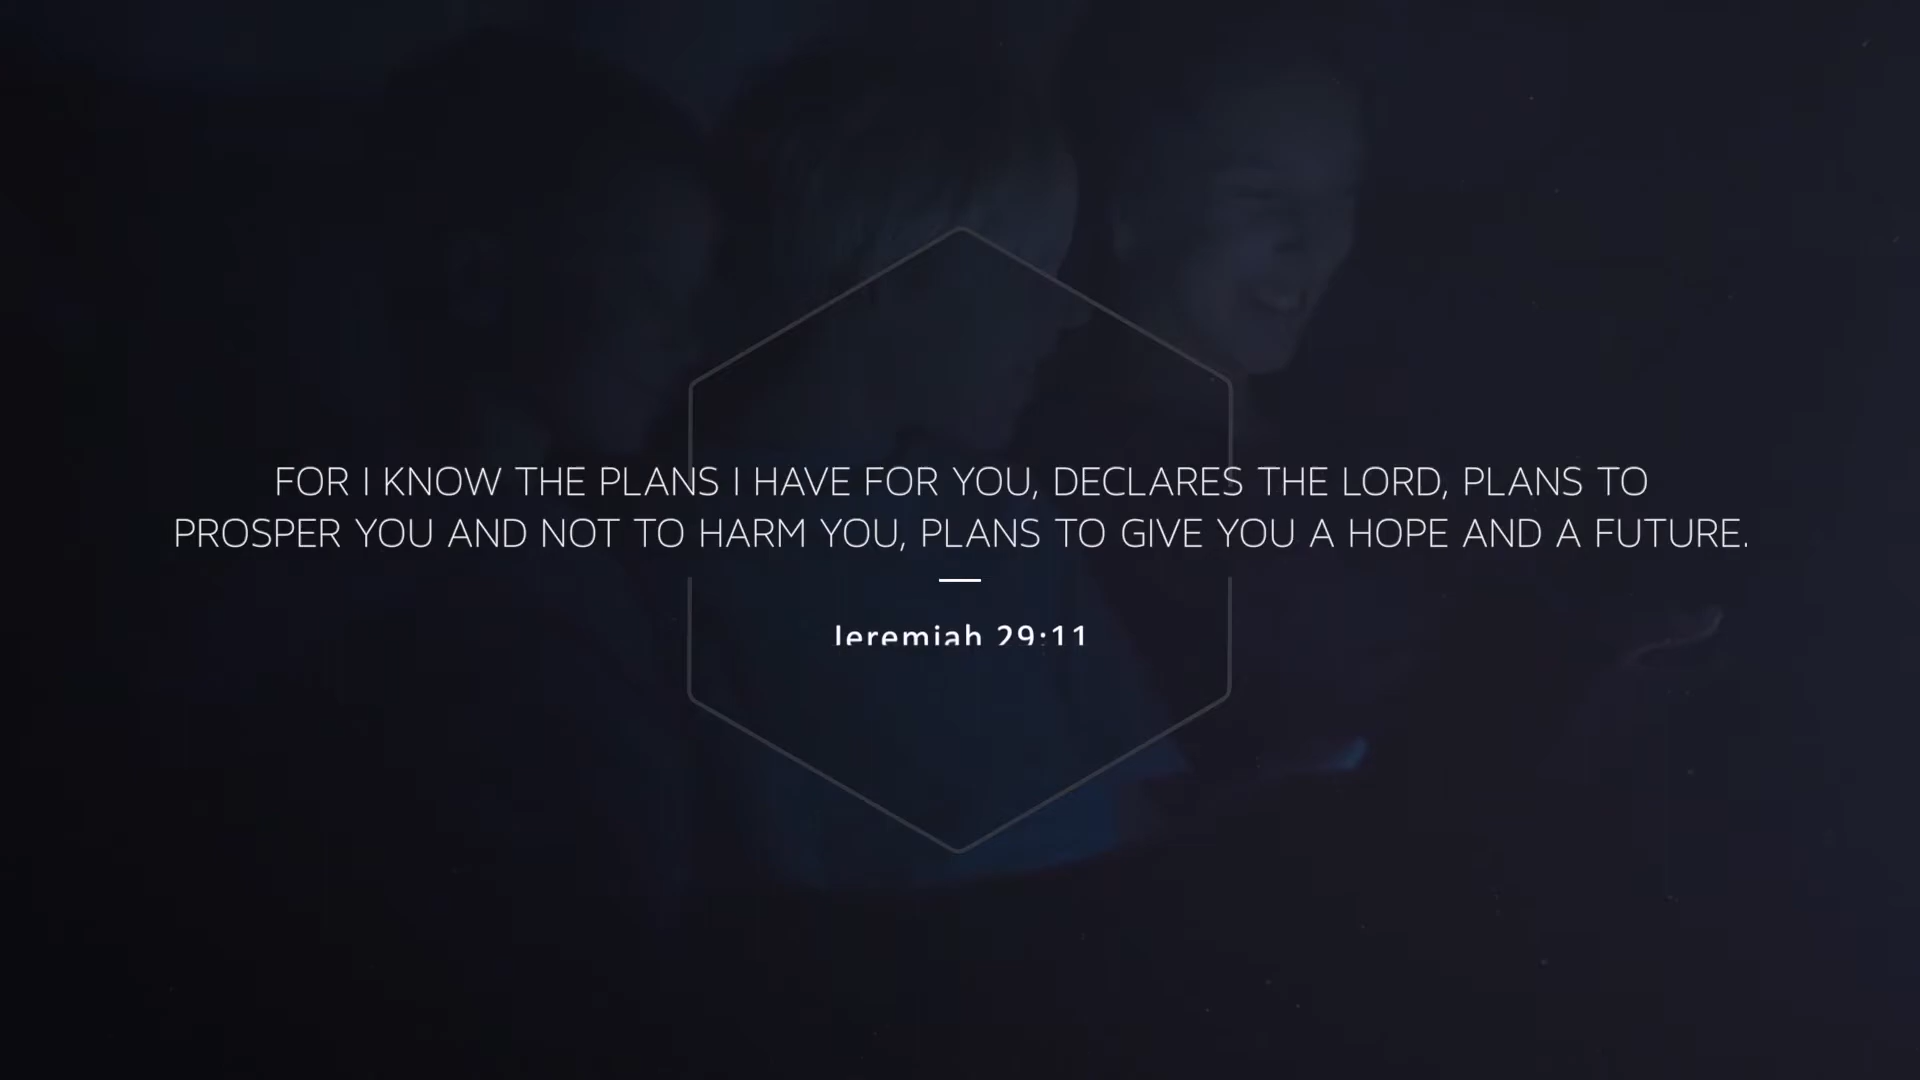 FOR I KNOW THE PLANS I HAVE FOR YOU, DECLARES THE LORD, PLANS TO
PROSPER YOU AND NOT TO HARM YOU, PLANS TO GIVE YOU A HOPE AND A FUTURE.
Jeremiah 29:11